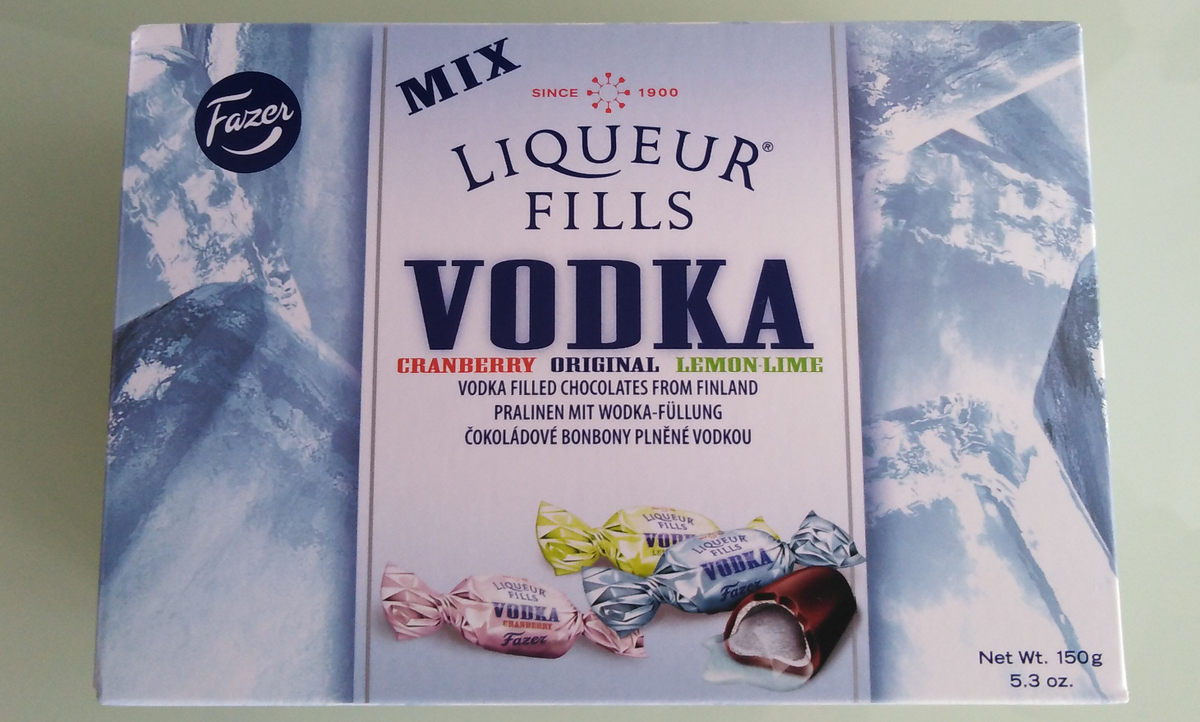 MIX
Fazer
SINCE 1900
LIQUEUR®
FILLS
VODKA
CRANBERRY ORIGINAL LEMON-LIME
VODKA FILLED CHOCOLATES FROM FINLAND
PRALINEN MIT WODKA-FÜLLUNG
ČOKOLÁDOVÉ BONBONY PLNĚNÉ VODKOU
LIQUEUR
FILLS
LIQUEUR
FILLS
VODKA
Fazer
LIQUEUR
FILLS
VODKA
CRANBERRY
Fazer
Net Wt. 150g
5.3 oz.